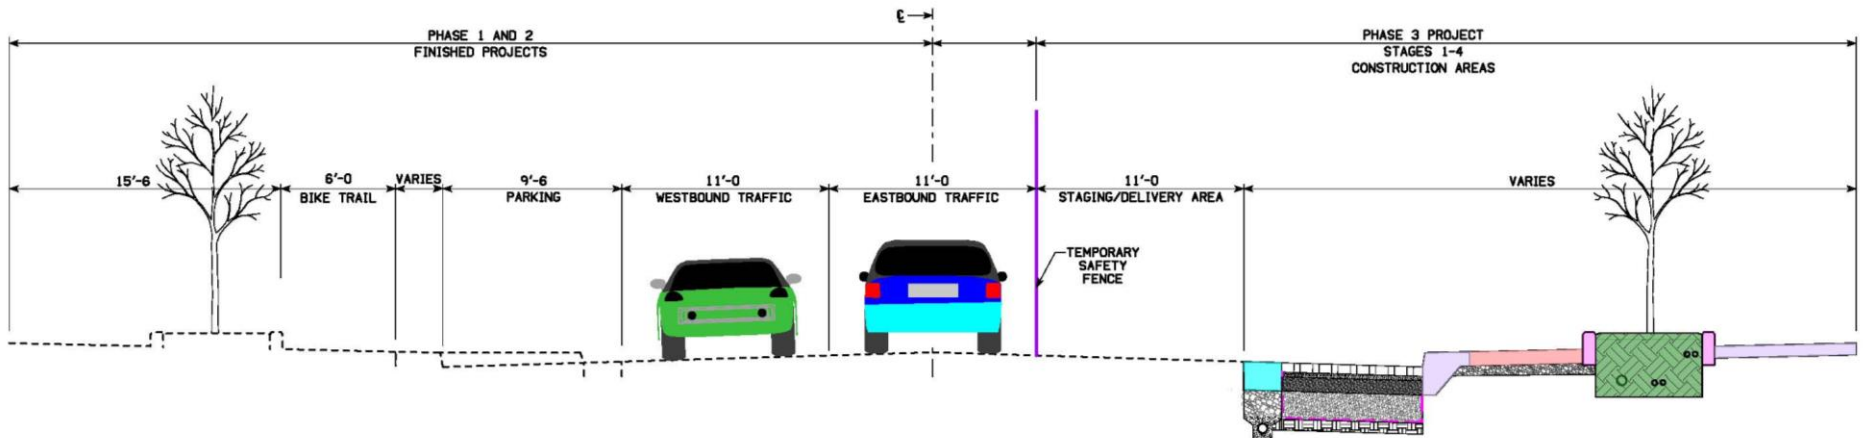 ℄
PHASE 1 AND 2
FINISHED PROJECTS
PHASE 3 PROJECT
STAGES 1-4
CONSTRUCTION AREAS
15'-6
6'-0
BIKE TRAIL
VARIES
9'-6
PARKING
11'-0
WESTBOUND TRAFFIC
11'-0
EASTBOUND TRAFFIC
11'-0
STAGING/DELIVERY AREA
VARIES
TEMPORARY
SAFETY
FENCE